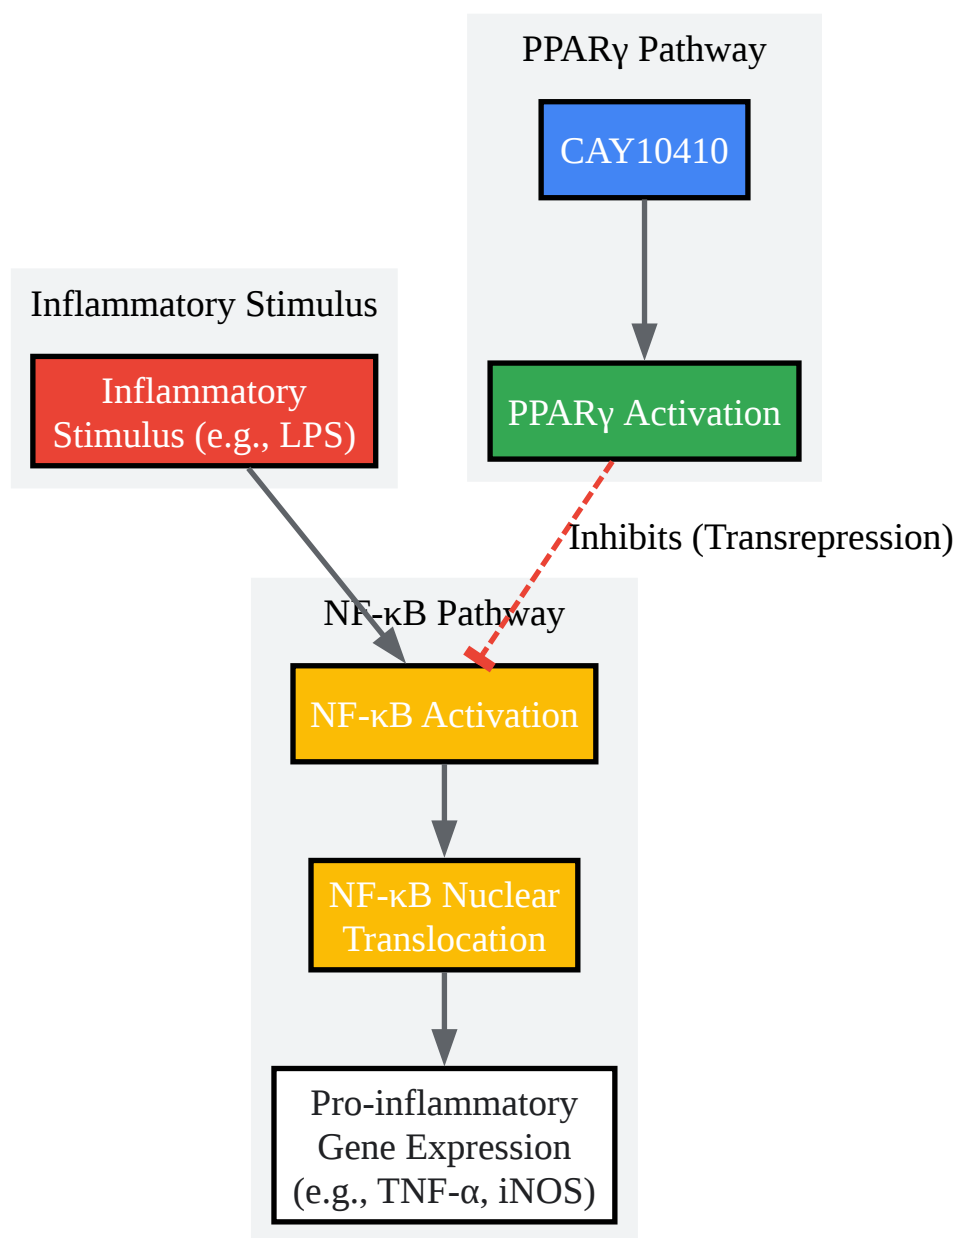 PPARγ Pathway
CAY10410
Inflammatory Stimulus
Inflammatory
Stimulus (e.g., LPS)
PPARγ Activation
Inhibits (Transrepression)
NF-κB Pathway
NF-κB Activation
NF-κB Nuclear
Translocation
Pro-inflammatory
Gene Expression
(e.g., TNF-α, iNOS)